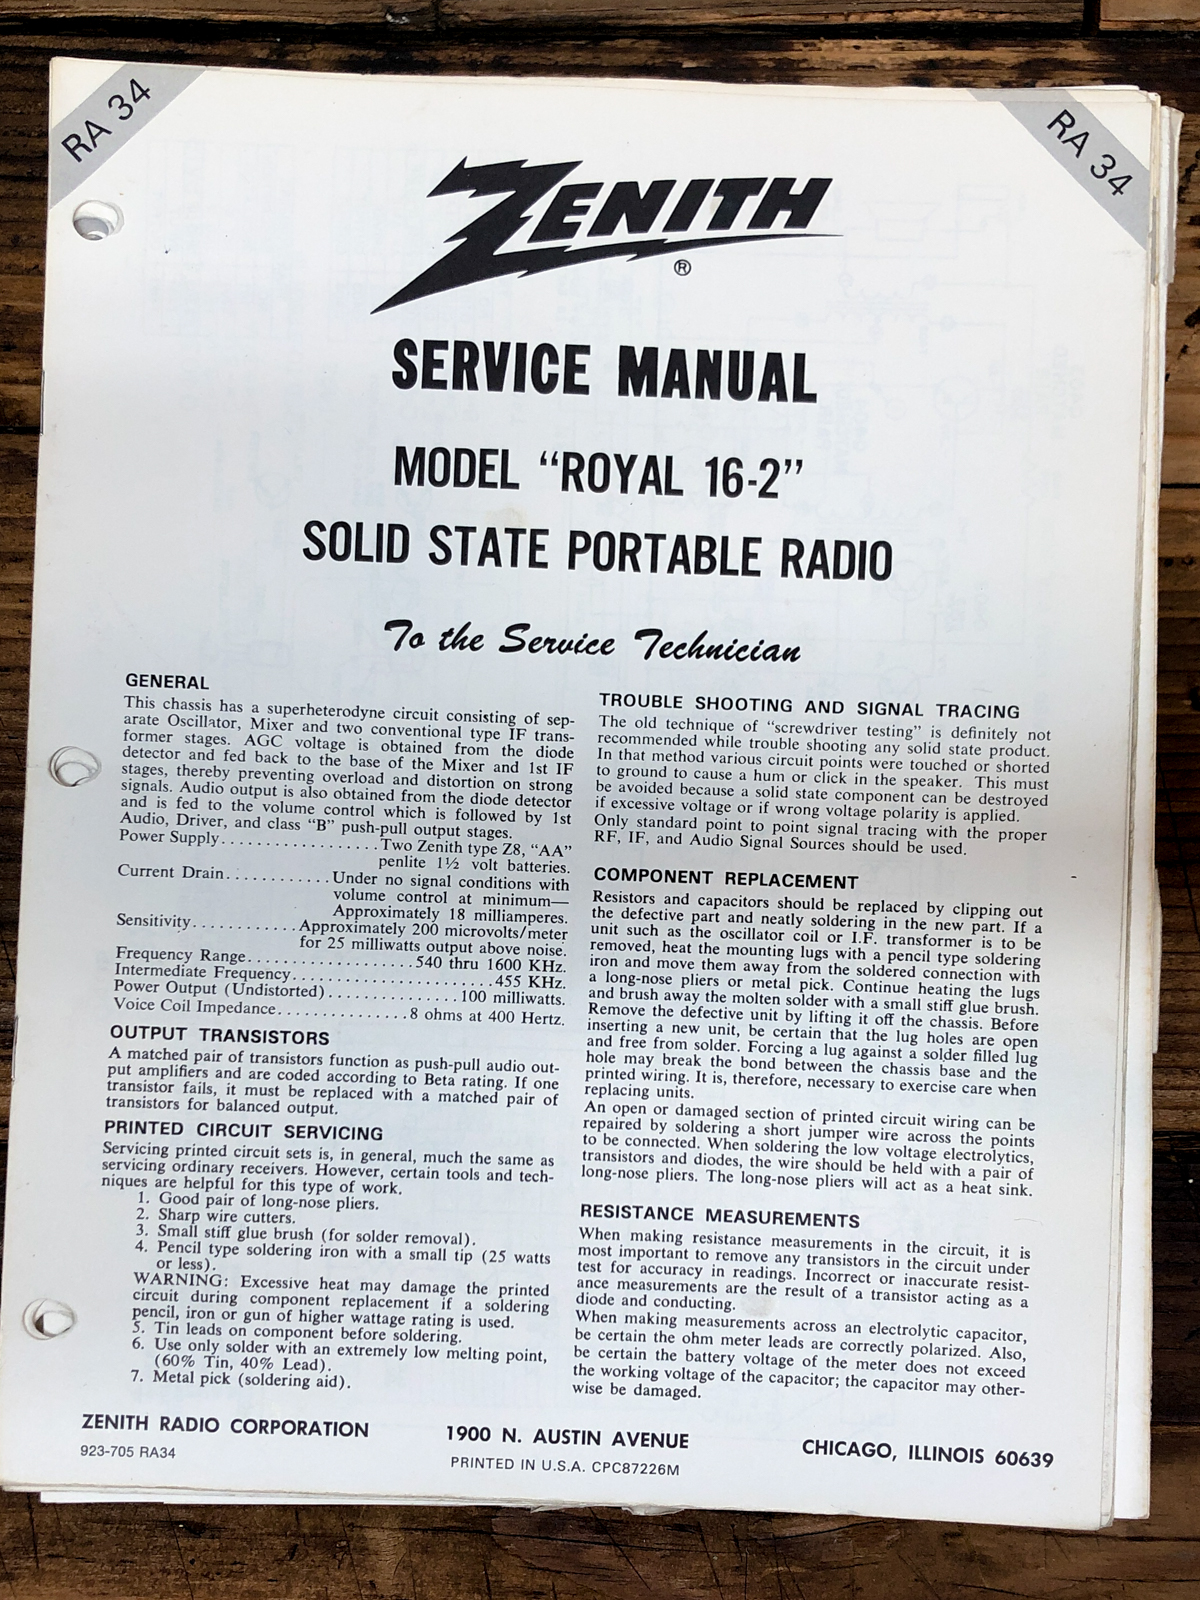 RA 34
RA 34
ZENITH
®
SERVICE MANUAL
MODEL "ROYAL 16-2"
SOLID STATE PORTABLE RADIO
To the Service Technician
GENERAL
This chassis has a superheterodyne circuit consisting of sep-
arate Oscillator, Mixer and two conventional type IF trans-
former stages. AGC voltage is obtained from the diode
detector and fed back to the base of the Mixer and 1st IF
stages, thereby preventing overload and distortion on strong
signals. Audio output is also obtained from the diode detector
and is fed to the volume control which is followed by 1st
Audio, Driver, and class "B" push-pull output stages.
Power Supply..................Two Zenith type Z8, "AA"
penlite 1½ volt batteries.
Current Drain............Under no signal conditions with
volume control at minimum—
Approximately 18 milliamperes.
Sensitivity............Approximately 200 microvolts/meter
for 25 milliwatts output above noise.
Frequency Range...................540 thru 1600 KHz.
Intermediate Frequency.......................455 KHz.
Power Output (Undistorted)...............100 milliwatts.
Voice Coil Impedance...............8 ohms at 400 Hertz.
OUTPUT TRANSISTORS
A matched pair of transistors function as push-pull audio out-
put amplifiers and are coded according to Beta rating. If one
transistor fails, it must be replaced with a matched pair of
transistors for balanced output.
PRINTED CIRCUIT SERVICING
Servicing printed circuit sets is, in general, much the same as
servicing ordinary receivers. However, certain tools and tech-
niques are helpful for this type of work.
1. Good pair of long-nose pliers.
2. Sharp wire cutters.
3. Small stiff glue brush (for solder removal).
4. Pencil type soldering iron with a small tip (25 watts
or less).
WARNING: Excessive heat may damage the printed
circuit during component replacement if a soldering
pencil, iron or gun of higher wattage rating is used.
5. Tin leads on component before soldering.
6. Use only solder with an extremely low melting point,
(60% Tin, 40% Lead).
7. Metal pick (soldering aid).
TROUBLE SHOOTING AND SIGNAL TRACING
The old technique of "screwdriver testing" is definitely not
recommended while trouble shooting any solid state product.
In that method various circuit points were touched or shorted
to ground to cause a hum or click in the speaker. This must
be avoided because a solid state component can be destroyed
if excessive voltage or if wrong voltage polarity is applied.
Only standard point to point signal tracing with the proper
RF, IF, and Audio Signal Sources should be used.
COMPONENT REPLACEMENT
Resistors and capacitors should be replaced by clipping out
the defective part and neatly soldering in the new part. If a
unit such as the oscillator coil or I.F. transformer is to be
removed, heat the mounting lugs with a pencil type soldering
iron and move them away from the soldered connection with
a long-nose pliers or metal pick. Continue heating the lugs
and brush away the molten solder with a small stiff glue brush.
Remove the defective unit by lifting it off the chassis. Before
inserting a new unit, be certain that the lug holes are open
and free from solder. Forcing a lug against a solder filled lug
hole may break the bond between the chassis base and the
printed wiring. It is, therefore, necessary to exercise care when
replacing units.
An open or damaged section of printed circuit wiring can be
repaired by soldering a short jumper wire across the points
to be connected. When soldering the low voltage electrolytics,
transistors and diodes, the wire should be held with a pair of
long-nose pliers. The long-nose pliers will act as a heat sink.
RESISTANCE MEASUREMENTS
When making resistance measurements in the circuit, it is
most important to remove any transistors in the circuit under
test for accuracy in readings. Incorrect or inaccurate resist-
ance measurements are the result of a transistor acting as a
diode and conducting.
When making measurements across an electrolytic capacitor,
be certain the ohm meter leads are correctly polarized. Also,
be certain the battery voltage of the meter does not exceed
the working voltage of the capacitor; the capacitor may other-
wise be damaged.
ZENITH RADIO CORPORATION
1900 N. AUSTIN AVENUE
CHICAGO, ILLINOIS 60639
923-705 RA34
PRINTED IN U.S.A. CPC87226M